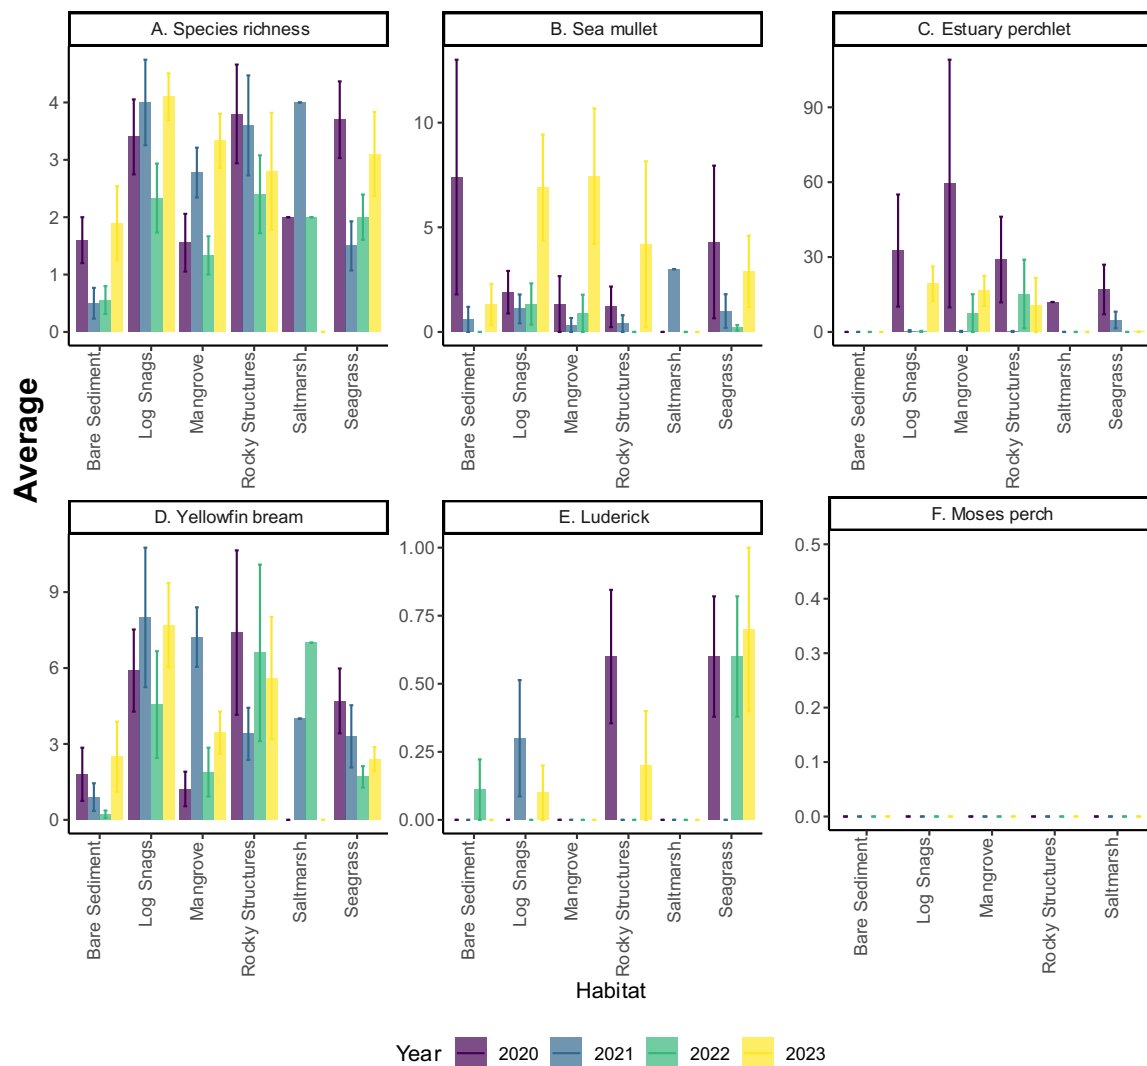 A. Species richness
B. Sea mullet
C. Estuary perchlet
4
3
2
1
0
10
5
0
90
60
30
0
Bare Sediment.
Log Snags.
Mangrove.
Rocky Structures.
Saltmarsh.
Seagrass.
Bare Sediment.
Log Snags.
Mangrove.
Rocky Structures.
Saltmarsh.
Seagrass.
Bare Sediment.
Log Snags.
Mangrove.
Rocky Structures.
Saltmarsh.
Seagrass.
Average
D. Yellowfin bream
E. Luderick
F. Moses perch
9
6
3
0
1.00
0.75
0.50
0.25
0.00
0.5
0.4
0.3
0.2
0.1
0.0
Bare Sediment.
Log Snags.
Mangrove.
Rocky Structures.
Saltmarsh.
Seagrass.
Bare Sediment.
Log Snags.
Mangrove.
Rocky Structures.
Saltmarsh.
Seagrass.
Bare Sediment.
Log Snags.
Mangrove.
Rocky Structures.
Saltmarsh.
Habitat
Year 2020 2021 2022 2023